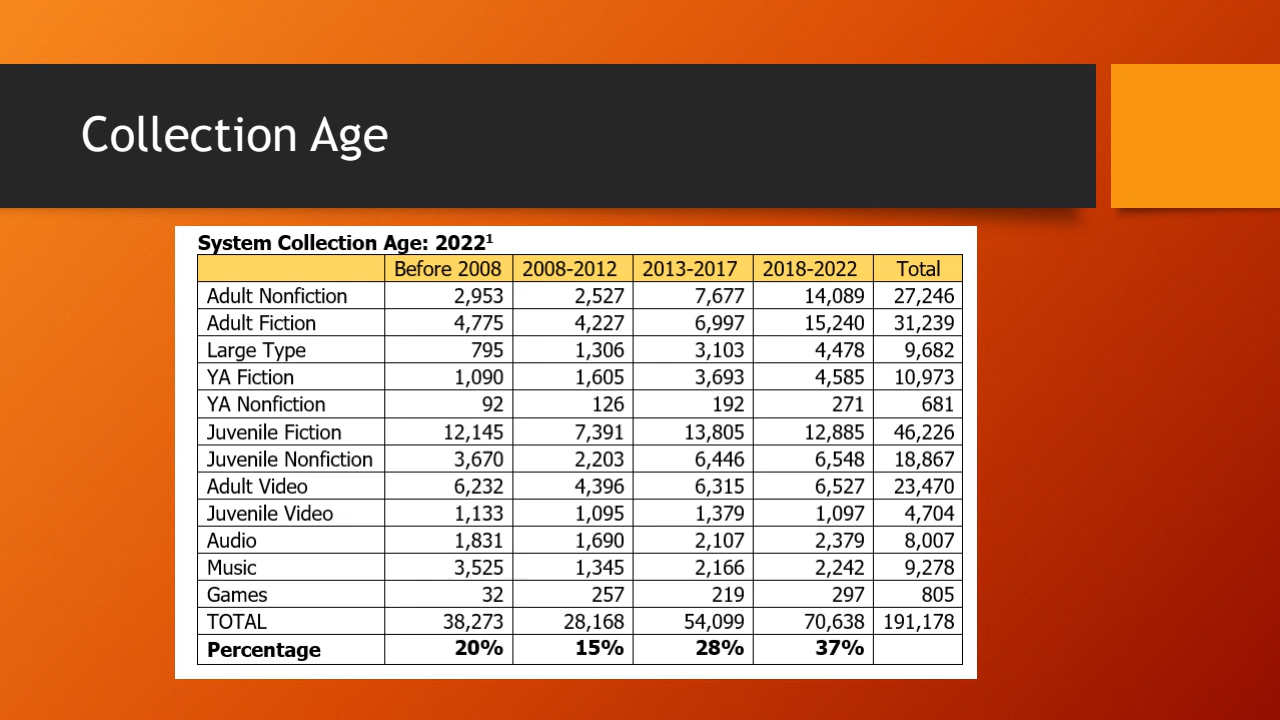 Collection Age
System Collection Age: 2022¹
Before 2008 2008-2012 2013-2017 2018-2022 Total
Adult Nonfiction 2,953 2,527 7,677 14,089 27,246
Adult Fiction 4,775 4,227 6,997 15,240 31,239
Large Type 795 1,306 3,103 4,478 9,682
YA Fiction 1,090 1,605 3,693 4,585 10,973
YA Nonfiction 92 126 192 271 681
Juvenile Fiction 12,145 7,391 13,805 12,885 46,226
Juvenile Nonfiction 3,670 2,203 6,446 6,548 18,867
Adult Video 6,232 4,396 6,315 6,527 23,470
Juvenile Video 1,133 1,095 1,379 1,097 4,704
Audio 1,831 1,690 2,107 2,379 8,007
Music 3,525 1,345 2,166 2,242 9,278
Games 32 257 219 297 805
TOTAL 38,273 28,168 54,099 70,638 191,178
Percentage 20% 15% 28% 37%